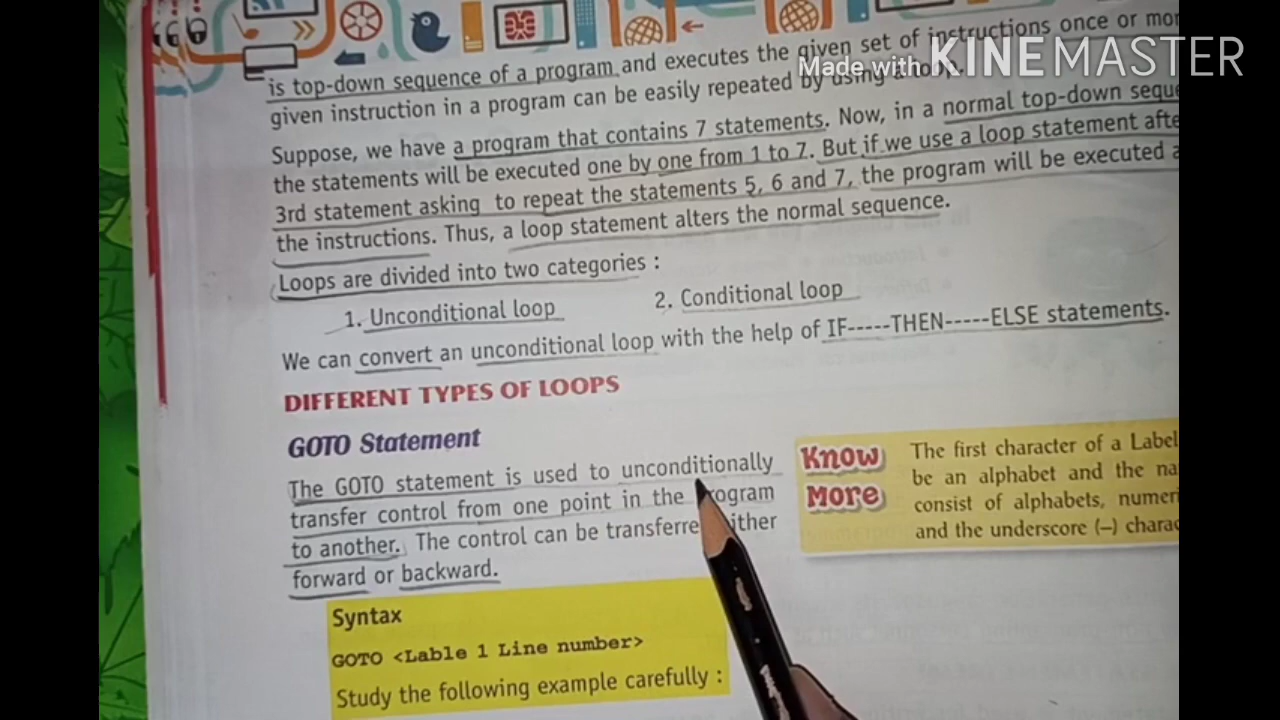 is top-down sequence of a program and executes the given set of instructions once or
Made with KINEMASTER
given instruction in a program can be easily repeated by using a loop.
Suppose, we have a program that contains 7 statements. Now, in a normal top-down
the statements will be executed one by one from 1 to 7. But if we use a loop statement
3rd statement asking to repeat the statements 5, 6 and 7, the program will be executed
the instructions. Thus, a loop statement alters the normal sequence.
Loops are divided into two categories :
1. Unconditional loop 2. Conditional loop
We can convert an unconditional loop with the help of IF-----THEN-----ELSE statements.
DIFFERENT TYPES OF LOOPS
GOTO Statement
The GOTO statement is used to unconditionally
transfer control from one point in the program
to another. The control can be transferre either
forward or backward.
Know More
The first character of a Label
be an alphabet and the
consist of alphabets,
and the underscore (–)
Syntax
GOTO <Lable 1 Line number>
Study the following example carefully :